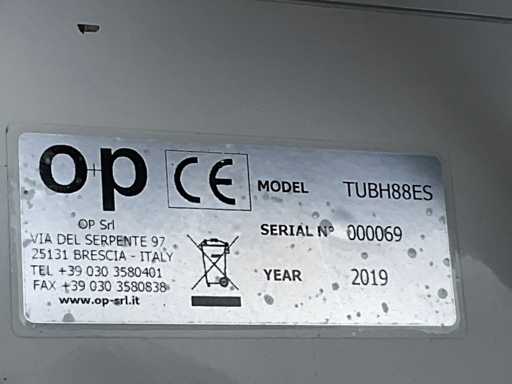 o+p
CE
MODEL TUBH88ES
OP Srl
VIA DEL SERPENTE 97
25131 BRESCIA - ITALY
TEL +39 030 3580401
FAX +39 030 3580838
www.op-srl.it
SERIAL N° 000069
YEAR 2019